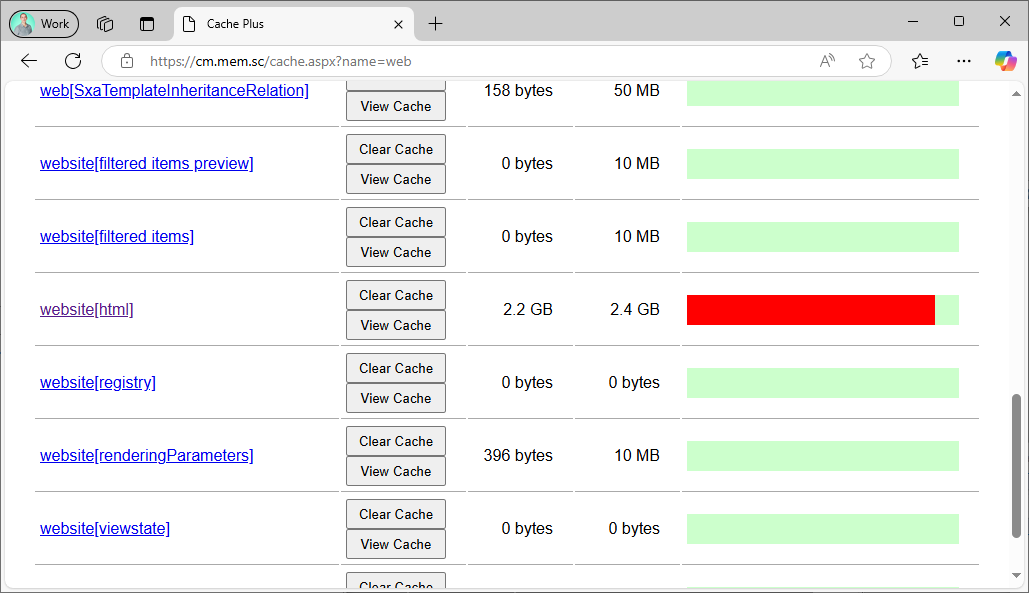 Work
Cache Plus
https://cm.mem.sc/cache.aspx?name=web
web[SxaTemplateInheritanceRelation]
View Cache
158 bytes
50 MB
website[filtered items preview]
Clear Cache
View Cache
0 bytes
10 MB
website[filtered items]
Clear Cache
View Cache
0 bytes
10 MB
website[html]
Clear Cache
View Cache
2.2 GB
2.4 GB
website[registry]
Clear Cache
View Cache
0 bytes
0 bytes
website[renderingParameters]
Clear Cache
View Cache
396 bytes
10 MB
website[viewstate]
Clear Cache
View Cache
0 bytes
0 bytes
Clear Cache